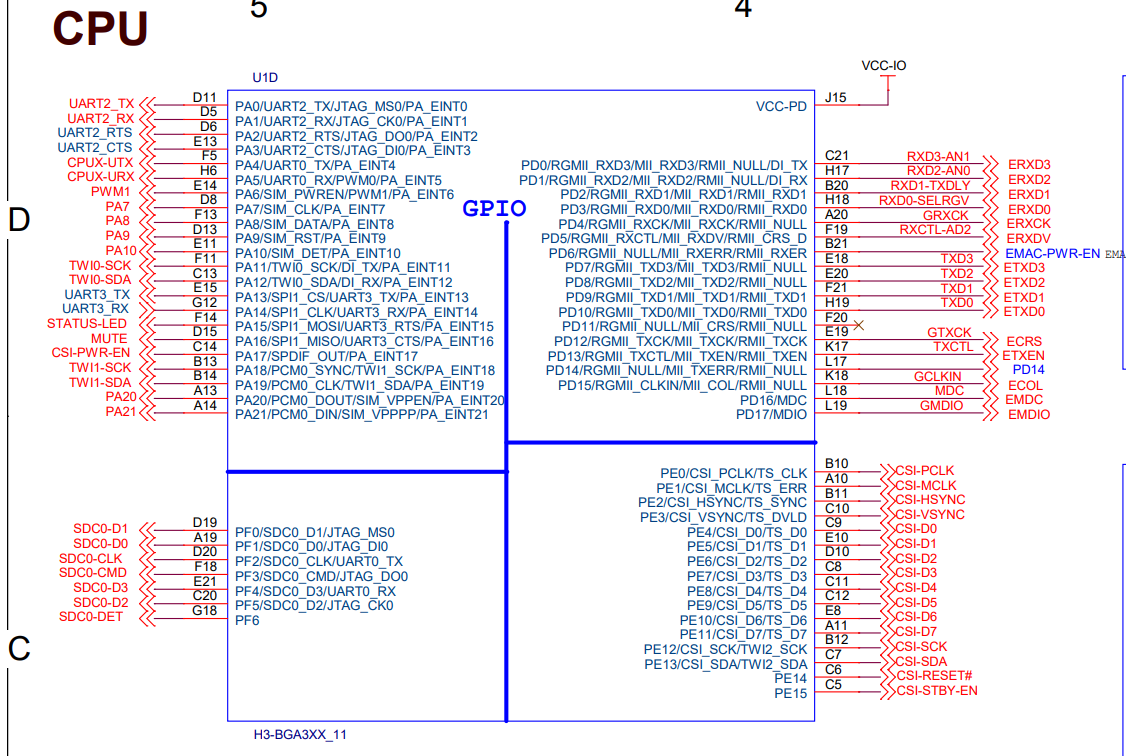 5
4
CPU
D
C
U1D
VCC-IO
UART2_TX D11 PA0/UART2_TX/JTAG_MS0/PA_EINT0
UART2_RX D5 PA1/UART2_RX/JTAG_CK0/PA_EINT1
UART2_RTS D6 PA2/UART2_RTS/JTAG_DO0/PA_EINT2
UART2_CTS E13 PA3/UART2_CTS/JTAG_DI0/PA_EINT3
CPUX-UTX F5 PA4/UART0_TX/PA_EINT4
CPUX-URX H6 PA5/UART0_RX/PWM0/PA_EINT5
PWM1 E14 PA6/SIM_PWREN/PWM1/PA_EINT6
PA7 D8 PA7/SIM_CLK/PA_EINT7
PA8 F13 PA8/SIM_DATA/PA_EINT8
PA9 D13 PA9/SIM_RST/PA_EINT9
PA10 E11 PA10/SIM_DET/PA_EINT10
TWI0-SCK F11 PA11/TWI0_SCK/DI_TX/PA_EINT11
TWI0-SDA C13 PA12/TWI0_SDA/DI_RX/PA_EINT12
UART3_TX E15 PA13/SPI1_CS/UART3_TX/PA_EINT13
UART3_RX G12 PA14/SPI1_CLK/UART3_RX/PA_EINT14
STATUS-LED F14 PA15/SPI1_MOSI/UART3_RTS/PA_EINT15
MUTE D15 PA16/SPI1_MISO/UART3_CTS/PA_EINT16
CSI-PWR-EN C14 PA17/SPDIF_OUT/PA_EINT17
TWI1-SCK B13 PA18/PCM0_SYNC/TWI1_SCK/PA_EINT18
TWI1-SDA B14 PA19/PCM0_CLK/TWI1_SDA/PA_EINT19
PA20 A13 PA20/PCM0_DOUT/SIM_VPPEN/PA_EINT20
PA21 A14 PA21/PCM0_DIN/SIM_VPPPP/PA_EINT21
GPIO
VCC-PD J15
PD0/RGMII_RXD3/MII_RXD3/RMII_NULL/DI_TX C21 RXD3-AN1 ERXD3
PD1/RGMII_RXD2/MII_RXD2/RMII_NULL/DI_RX H17 RXD2-AN0 ERXD2
PD2/RGMII_RXD1/MII_RXD1/RMII_RXD1 B20 RXD1-TXDLY ERXD1
PD3/RGMII_RXD0/MII_RXD0/RMII_RXD0 H18 RXD0-SELRGV ERXD0
PD4/RGMII_RXCK/MII_RXCK/RMII_NULL A20 GRXCK ERXCK
PD5/RGMII_RXCTL/MII_RXDV/RMII_CRS_D F19 RXCTL-AD2 ERXDV
PD6/RGMII_NULL/MII_RXERR/RMII_RXER B21 EMAC-PWR-EN EMA
PD7/RGMII_TXD3/MII_TXD3/RMII_NULL E18 TXD3 ETXD3
PD8/RGMII_TXD2/MII_TXD2/RMII_NULL E20 TXD2 ETXD2
PD9/RGMII_TXD1/MII_TXD1/RMII_TXD1 F21 TXD1 ETXD1
PD10/RGMII_TXD0/MII_TXD0/RMII_TXD0 H19 TXD0 ETXD0
PD11/RGMII_NULL/MII_CRS/RMII_NULL F20
PD12/RGMII_TXCK/MII_TXCK/RMII_TXCK E19 GTXCK ECRS
PD13/RGMII_TXCTL/MII_TXEN/RMII_TXEN K17 TXCTL ETXEN
PD14/RGMII_NULL/MII_TXERR/RMII_NULL L17 PD14
PD15/RGMII_CLKIN/MII_COL/RMII_NULL K18 GCLKIN ECOL
PD16/MDC L18 MDC EMDC
PD17/MDIO L19 GMDIO EMDIO
PE0/CSI_PCLK/TS_CLK B10 CSI-PCLK
PE1/CSI_MCLK/TS_ERR A10 CSI-MCLK
PE2/CSI_HSYNC/TS_SYNC B11 CSI-HSYNC
PE3/CSI_VSYNC/TS_DVLD C10 CSI-VSYNC
PE4/CSI_D0/TS_D0 C9 CSI-D0
PE5/CSI_D1/TS_D1 E10 CSI-D1
PE6/CSI_D2/TS_D2 D10 CSI-D2
PE7/CSI_D3/TS_D3 C8 CSI-D3
PE8/CSI_D4/TS_D4 C11 CSI-D4
PE9/CSI_D5/TS_D5 C12 CSI-D5
PE10/CSI_D6/TS_D6 E8 CSI-D6
PE11/CSI_D7/TS_D7 A11 CSI-D7
PE12/CSI_SCK/TWI2_SCK B12 CSI-SCK
PE13/CSI_SDA/TWI2_SDA C7 CSI-SDA
PE14 C6 CSI-RESET#
PE15 C5 CSI-STBY-EN
SDC0-D1 D19 PF0/SDC0_D1/JTAG_MS0
SDC0-D0 A19 PF1/SDC0_D0/JTAG_DI0
SDC0-CLK D20 PF2/SDC0_CLK/UART0_TX
SDC0-CMD F18 PF3/SDC0_CMD/JTAG_DO0
SDC0-D3 E21 PF4/SDC0_D3/UART0_RX
SDC0-D2 C20 PF5/SDC0_D2/JTAG_CK0
SDC0-DET G18 PF6
H3-BGA3XX_11